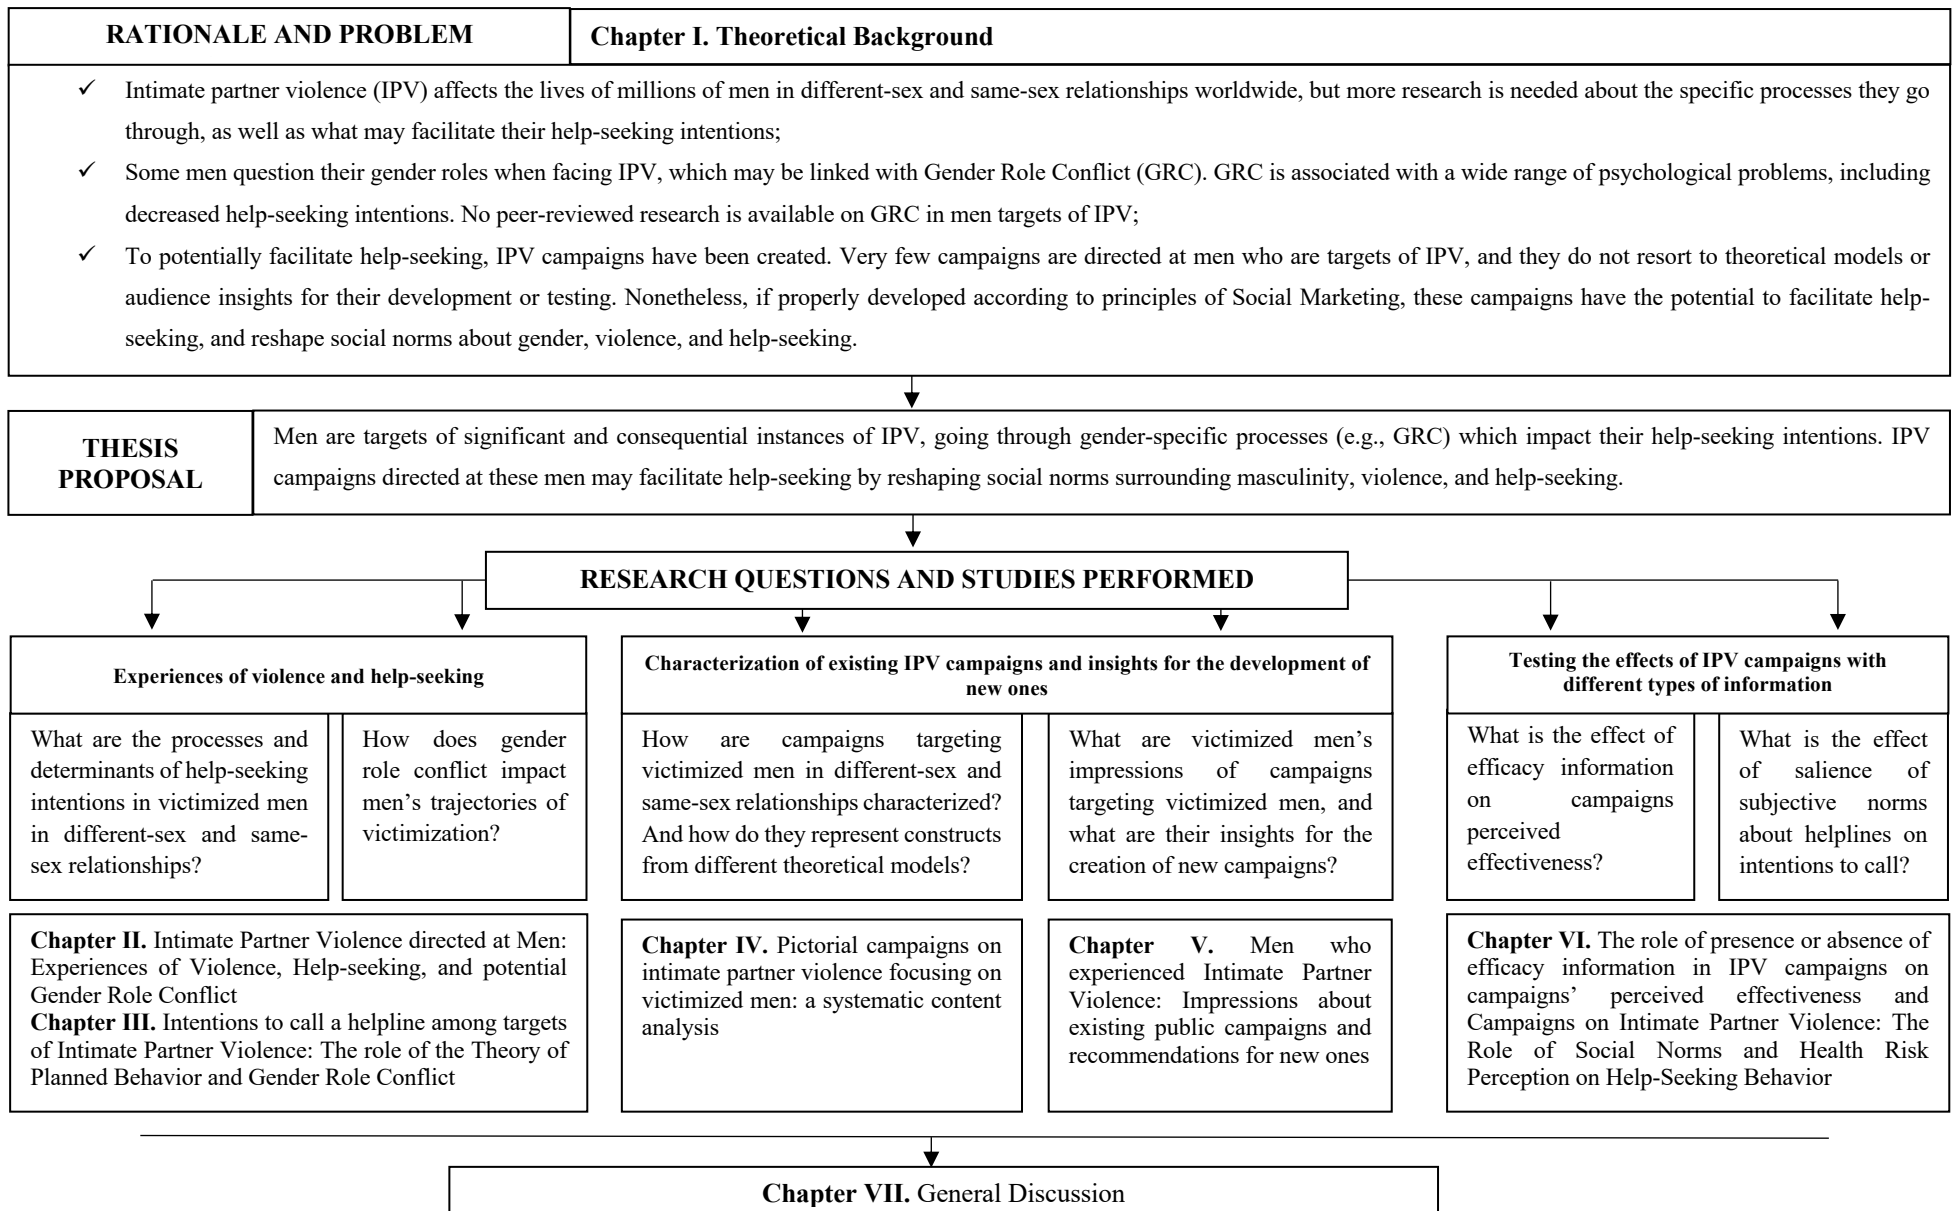 RATIONALE AND PROBLEM
Chapter I. Theoretical Background
✓ Intimate partner violence (IPV) affects the lives of millions of men in different-sex and same-sex relationships worldwide, but more research is needed about the specific processes they go
through, as well as what may facilitate their help-seeking intentions;
✓ Some men question their gender roles when facing IPV, which may be linked with Gender Role Conflict (GRC). GRC is associated with a wide range of psychological problems, including
decreased help-seeking intentions. No peer-reviewed research is available on GRC in men targets of IPV;
✓ To potentially facilitate help-seeking, IPV campaigns have been created. Very few campaigns are directed at men who are targets of IPV, and they do not resort to theoretical models or
audience insights for their development or testing. Nonetheless, if properly developed according to principles of Social Marketing, these campaigns have the potential to facilitate help-
seeking, and reshape social norms about gender, violence, and help-seeking.
THESIS
PROPOSAL
Men are targets of significant and consequential instances of IPV, going through gender-specific processes (e.g., GRC) which impact their help-seeking intentions. IPV
campaigns directed at these men may facilitate help-seeking by reshaping social norms surrounding masculinity, violence, and help-seeking.
RESEARCH QUESTIONS AND STUDIES PERFORMED
Experiences of violence and help-seeking
What are the processes and
determinants of help-seeking
intentions in victimized men
in different-sex and same-
sex relationships?
How does gender
role conflict impact
men's trajectories of
victimization?
Chapter II. Intimate Partner Violence directed at Men:
Experiences of Violence, Help-seeking, and potential
Gender Role Conflict
Chapter III. Intentions to call a helpline among targets
of Intimate Partner Violence: The role of the Theory of
Planned Behavior and Gender Role Conflict
Characterization of existing IPV campaigns and insights for the development of
new ones
How are campaigns targeting
victimized men in different-sex and
same-sex relationships characterized?
And how do they represent constructs
from different theoretical models?
What are victimized men's
impressions of campaigns
targeting victimized men, and
what are their insights for the
creation of new campaigns?
Chapter IV. Pictorial campaigns on
intimate partner violence focusing on
victimized men: a systematic content
analysis
Chapter V. Men who
experienced Intimate Partner
Violence: Impressions about
existing public campaigns and
recommendations for new ones
Testing the effects of IPV campaigns with
different types of information
What is the effect of
efficacy information
on campaigns
perceived
effectiveness?
What is the effect
of salience of
subjective norms
about helplines on
intentions to call?
Chapter VI. The role of presence or absence of
efficacy information in IPV campaigns on
campaigns' perceived effectiveness and
Campaigns on Intimate Partner Violence: The
Role of Social Norms and Health Risk
Perception on Help-Seeking Behavior
Chapter VII. General Discussion